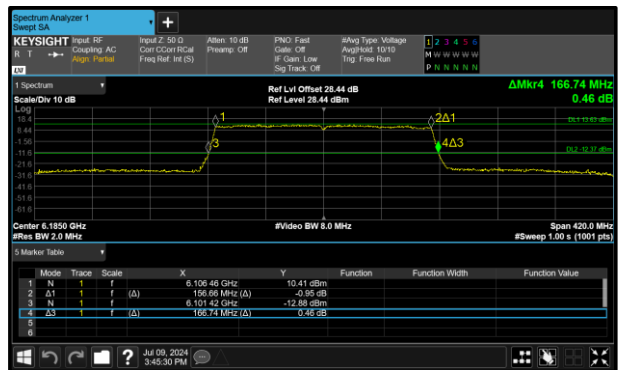 Spectrum Analyzer 1
Swept SA
+
KEYSIGHT Input: RF Input Z: 50 Ω Atten: 10 dB PNO: Fast #Avg Type: Voltage 1 2 3 4 5 6
R T Coupling: AC Corr CCorr RCal Preamp: Off Gate: Off Avg|Hold: 10/10 M W W W W W
Align: Partial Freq Ref: Int (S) IF Gain: Low Trig: Free Run
Sig Track: Off P N N N N N
LXI
1 Spectrum
Ref Lvl Offset 28.44 dB ΔMkr4 166.74 MHz
Scale/Div 10 dB Ref Level 28.44 dBm 0.46 dB
Log
18.4 1 2Δ1 DL1 13.63 dBm
8.44
-1.56 3 4Δ3
-11.6 DL2 -12.37 dBm
-21.6
-31.6
-41.6
-51.6
-61.6
Center 6.1850 GHz #Video BW 8.0 MHz Span 420.0 MHz
#Res BW 2.0 MHz #Sweep 1.00 s (1001 pts)
5 Marker Table
Mode Trace Scale X Y Function Function Width Function Value
1 N 1 f 6.106 46 GHz 10.41 dBm
2 Δ1 1 f (Δ) 156.66 MHz (Δ) -0.95 dB
3 N 1 f 6.101 42 GHz -12.88 dBm
4 Δ3 1 f (Δ) 166.74 MHz (Δ) 0.46 dB
5
6
? Jul 09, 2024
3:45:30 PM